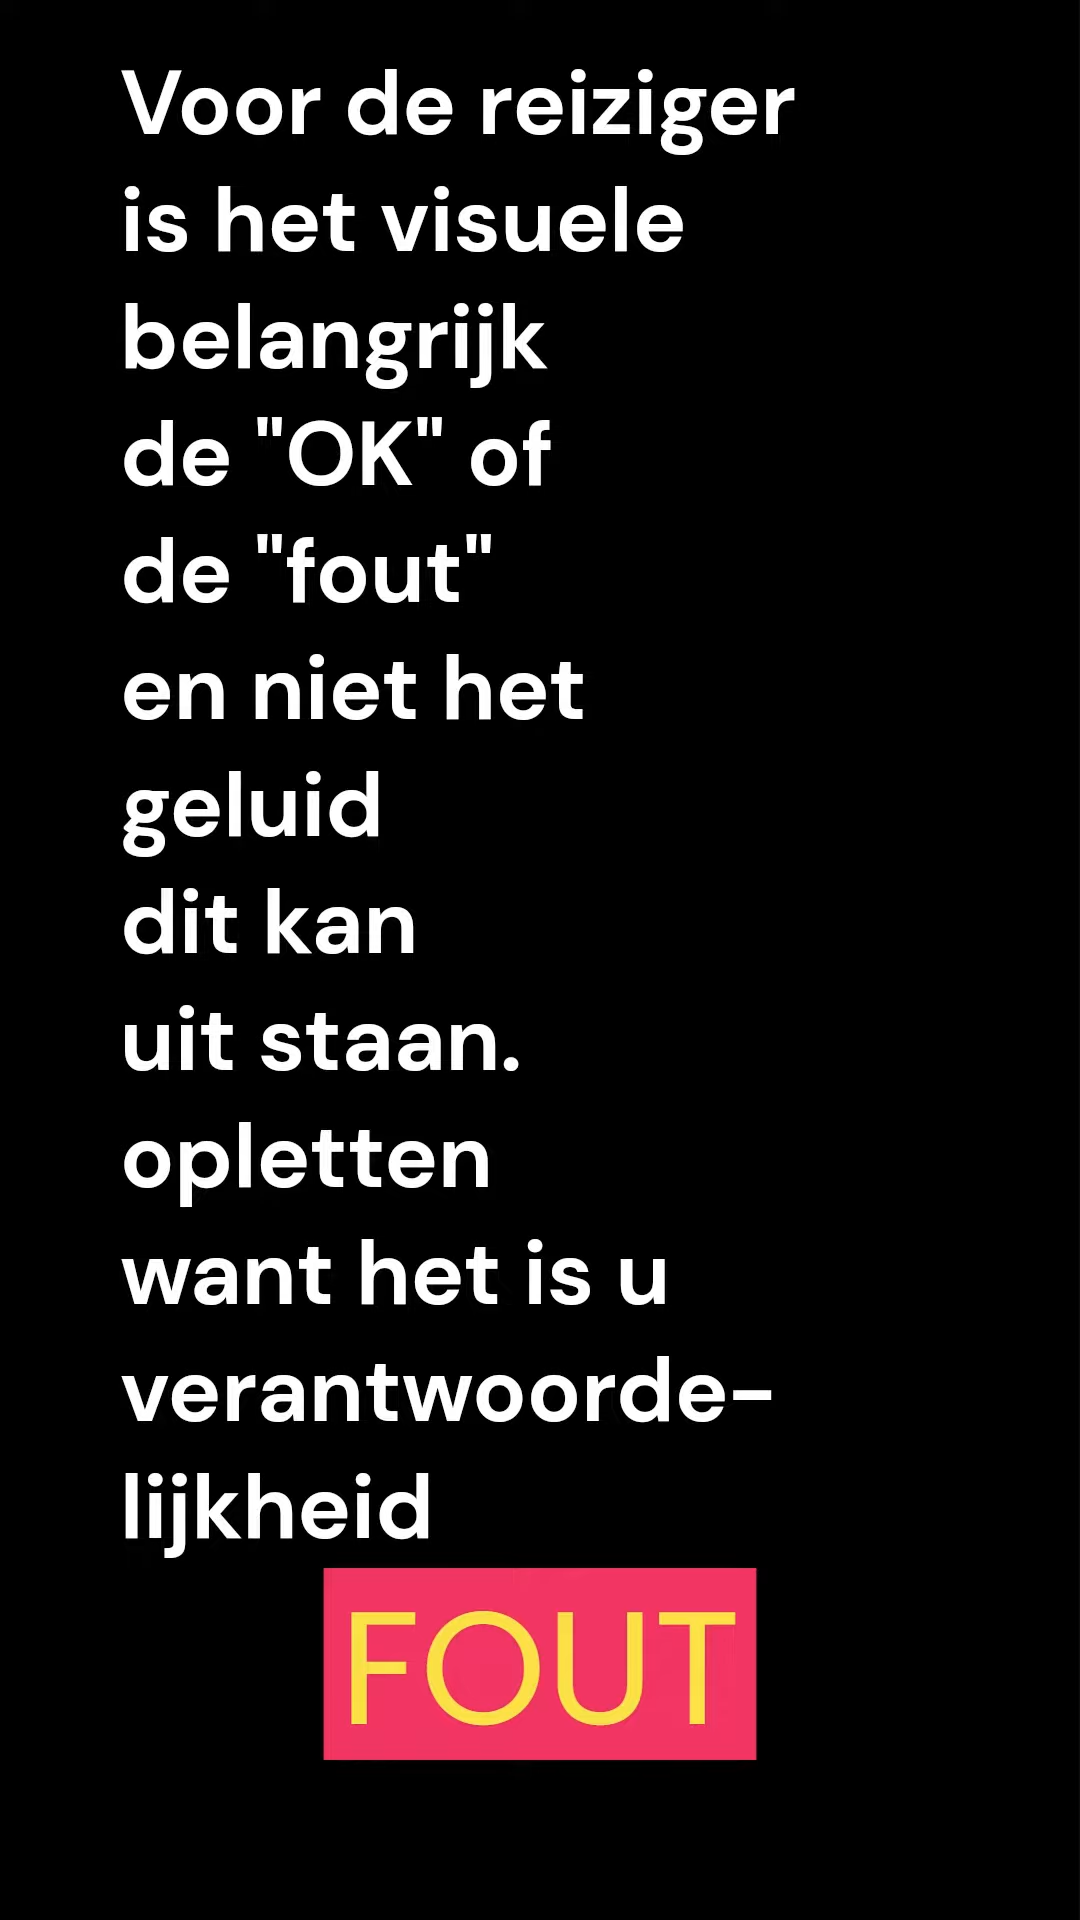 Voor de reiziger
is het visuele
belangrijk
de "OK" of
de "fout"
en niet het
geluid
dit kan
uit staan.
opletten
want het is u
verantwoorde-
lijkheid
FOUT